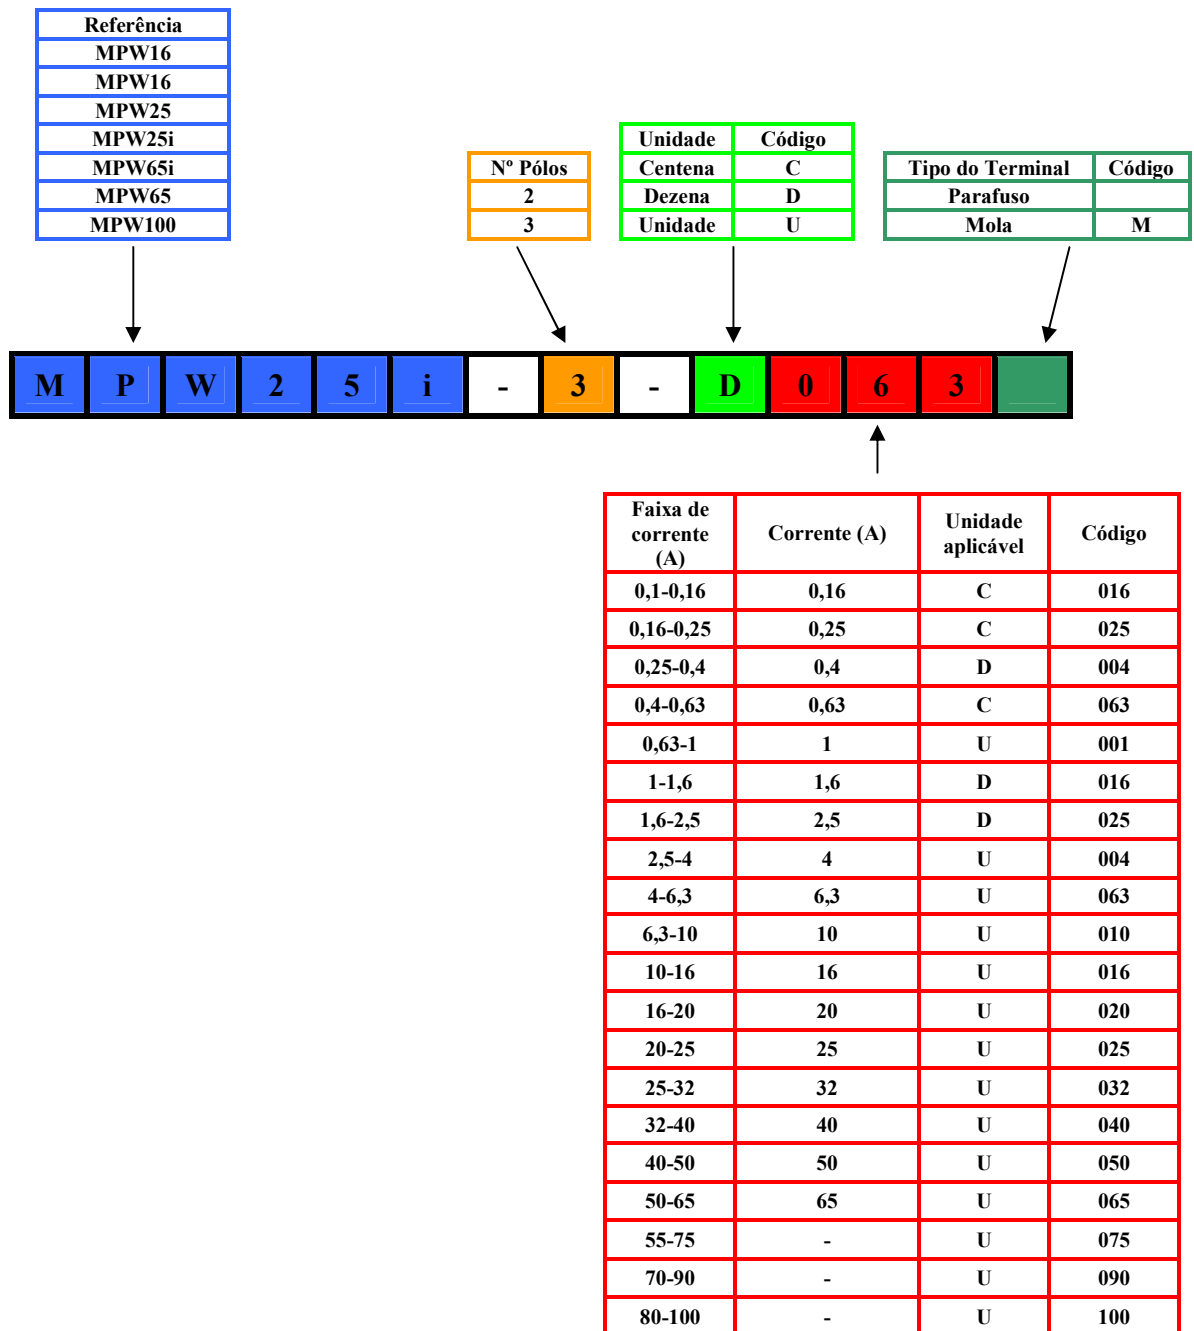 Referência
MPW16
MPW16
MPW25
MPW25i
MPW65i
MPW65
MPW100
Nº Pólos
2
3
Unidade Código
Centena C
Dezena D
Unidade U
Tipo do Terminal Código
Parafuso
Mola M
M P W 2 5 i - 3 - D 0 6 3
Faixa de
corrente
(A)
Corrente (A)
Unidade
aplicável
Código
0,1-0,16 0,16 C 016
0,16-0,25 0,25 C 025
0,25-0,4 0,4 D 004
0,4-0,63 0,63 C 063
0,63-1 1 U 001
1-1,6 1,6 D 016
1,6-2,5 2,5 D 025
2,5-4 4 U 004
4-6,3 6,3 U 063
6,3-10 10 U 010
10-16 16 U 016
16-20 20 U 020
20-25 25 U 025
25-32 32 U 032
32-40 40 U 040
40-50 50 U 050
50-65 65 U 065
55-75 - U 075
70-90 - U 090
80-100 - U 100